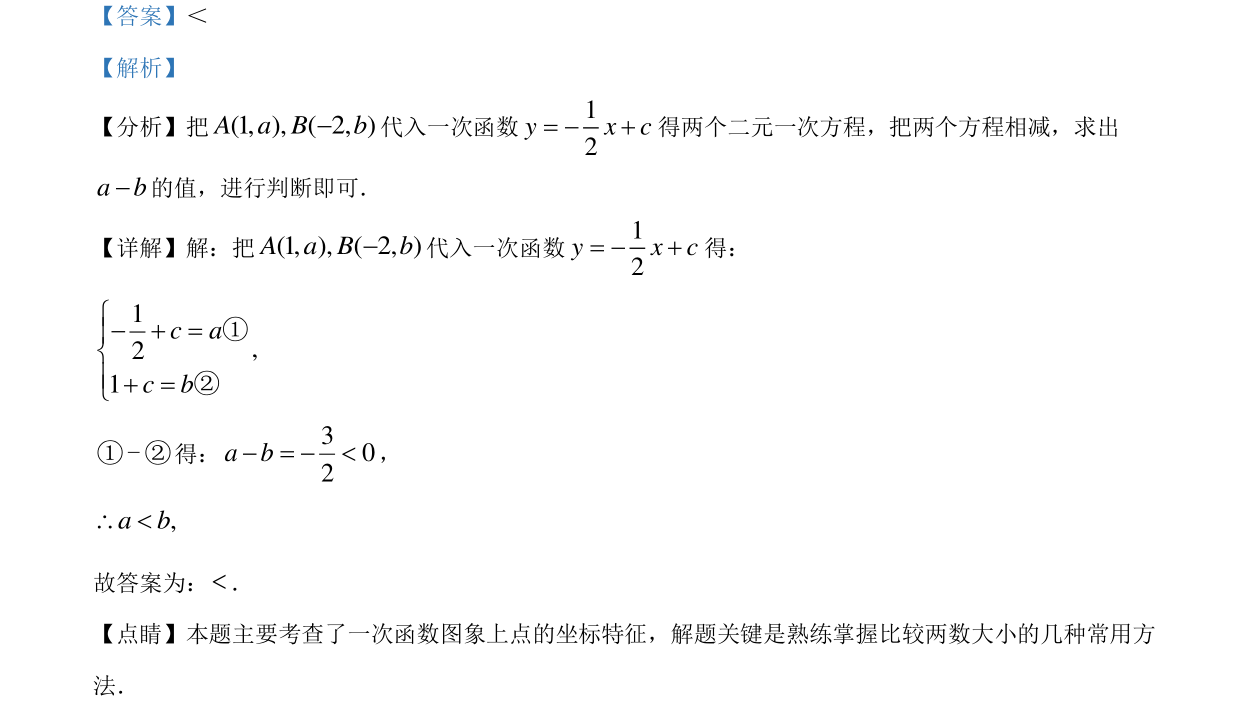 【答案】<
【解析】
【分析】把 A(1,a), B(−2,b) 代入一次函数 y = −1/2 x + c 得两个二元一次方程，把两个方程相减，求出
a − b 的值，进行判断即可．
【详解】解：把 A(1,a), B(−2,b) 代入一次函数 y = −1/2 x + c 得：
{ −1/2 + c = a①
1 + c = b② ,
①−②得： a − b = −3/2 < 0，
∴a < b,
故答案为：<．
【点睛】本题主要考查了一次函数图象上点的坐标特征，解题关键是熟练掌握比较两数大小的几种常用方
法．